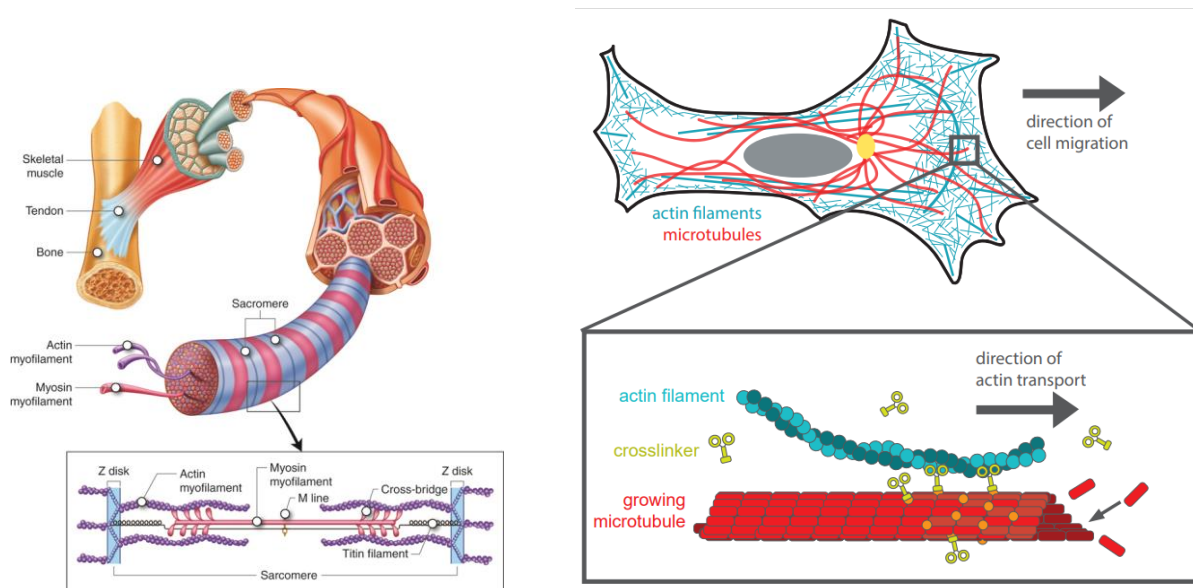 Skeletal
muscle
Tendon
Bone
Sacromere
Actin
myofilament
Myosin
myofilament
Z disk
Actin
myofilament
Myosin
myofilament
M line
Cross-bridge
Z disk
Titin filament
Sarcomere
direction of
cell migration
actin filaments
microtubules
direction of
actin transport
actin filament
crosslinker
growing
microtubule